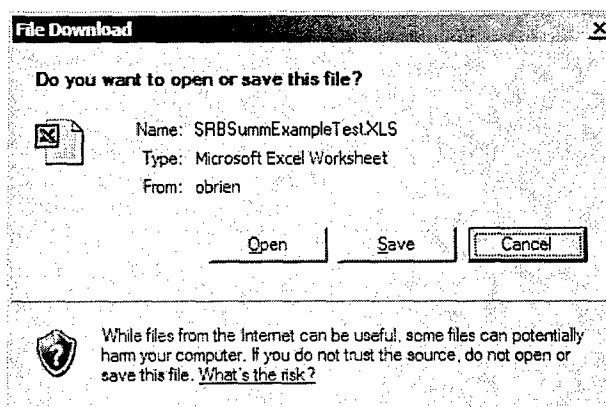 File Download
Do you want to open or save this file?
Name: SRBSummExampleTest.XLS
Type: Microsoft Excel Worksheet
From: obrien
Open Save Cancel
While files from the Internet can be useful, some files can potentially
harm your computer. If you do not trust the source, do not open or
save this file. What's the risk?